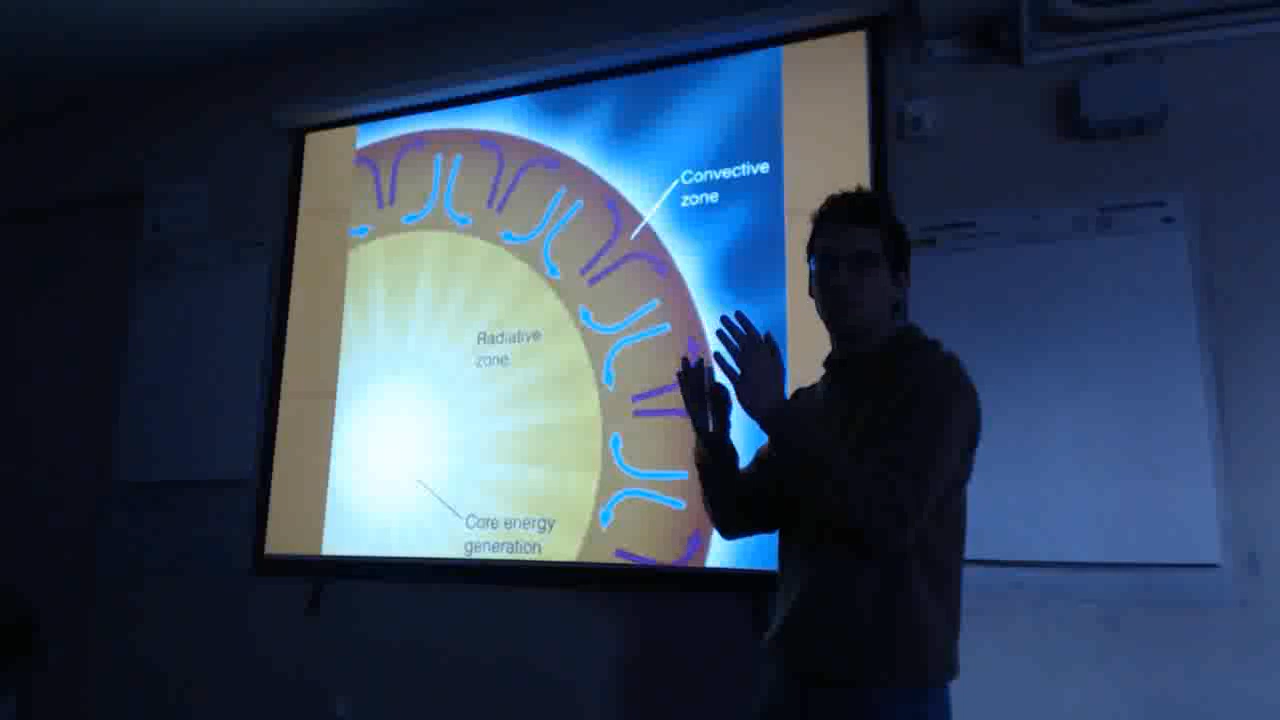 Convective
zone
Radiative
zone
Core energy
generation